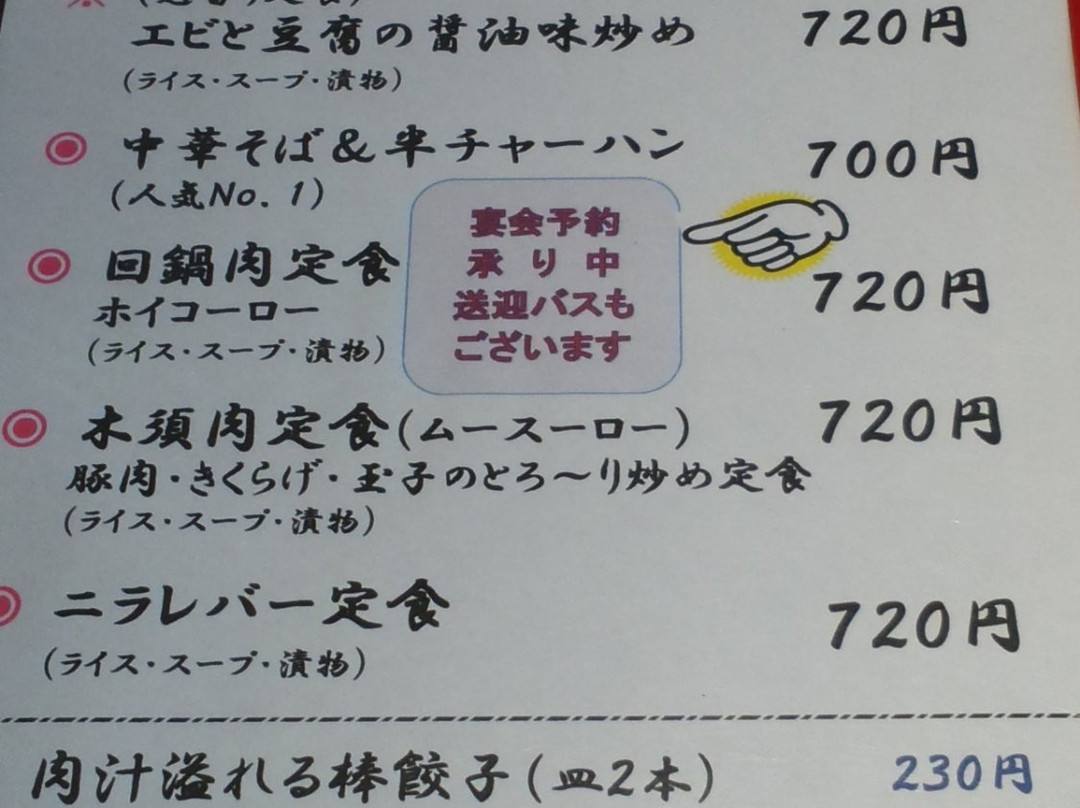 エビと豆腐の醤油味炒め 720円
(ライス・スープ・漬物)
中華そば&半チャーハン 700円
(人気No.1)
宴会予約
承り中
送迎バスも
ございます
回鍋肉定食 720円
ホイコーロー
(ライス・スープ・漬物)
木須肉定食(ムースーロー) 720円
豚肉・きくらげ・玉子のとろ～り炒め定食
(ライス・スープ・漬物)
ニラレバー定食 720円
(ライス・スープ・漬物)
肉汁溢れる棒餃子(皿2本) 230円